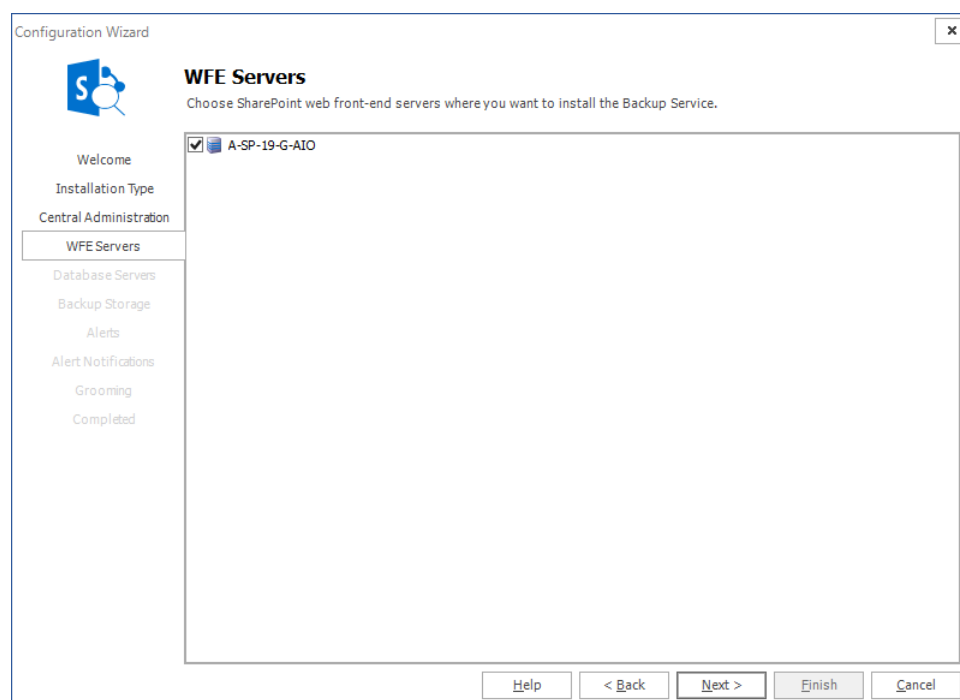 Configuration Wizard
WFE Servers
Choose SharePoint web front-end servers where you want to install the Backup Service.
A-SP-19-G-AIO
Welcome
Installation Type
Central Administration
WFE Servers
Database Servers
Backup Storage
Alerts
Alert Notifications
Grooming
Completed
Help
< Back
Next >
Finish
Cancel